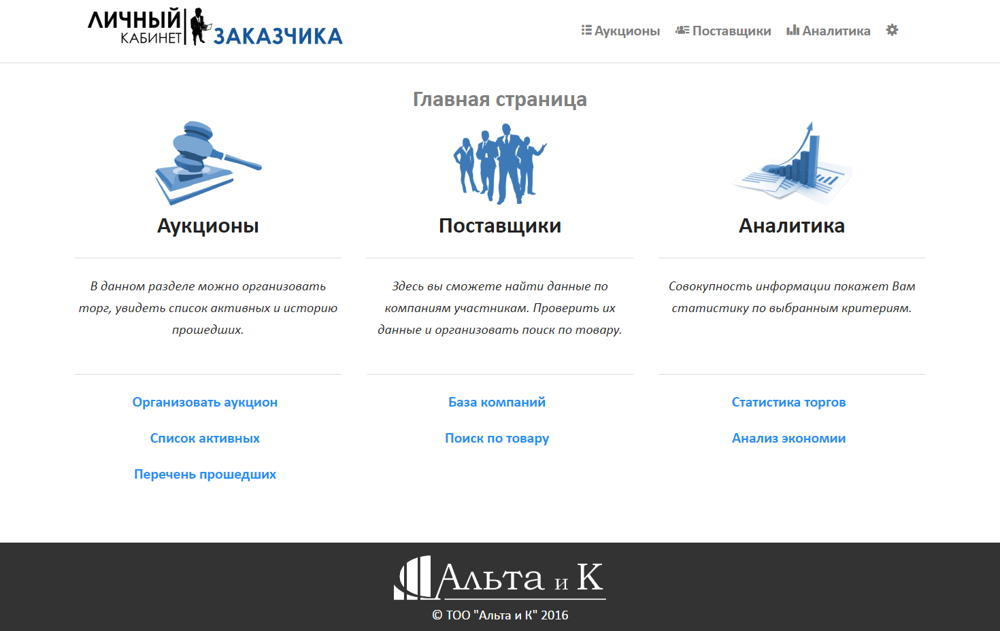 ЛИЧНЫЙ
КАБИНЕТ
ЗАКАЗЧИКА
Аукционы
Поставщики
Аналитика
Главная страница
Аукционы
В данном разделе можно организовать
торг, увидеть список активных и историю
прошедших.
Организовать аукцион
Список активных
Перечень прошедших
Поставщики
Здесь вы сможете найти данные по
компаниям участникам. Проверить их
данные и организовать поиск по товару.
База компаний
Поиск по товару
Аналитика
Совокупность информации покажет Вам
статистику по выбранным критериям.
Статистика торгов
Анализ экономии
Альта и К
© ТОО "Альта и К" 2016